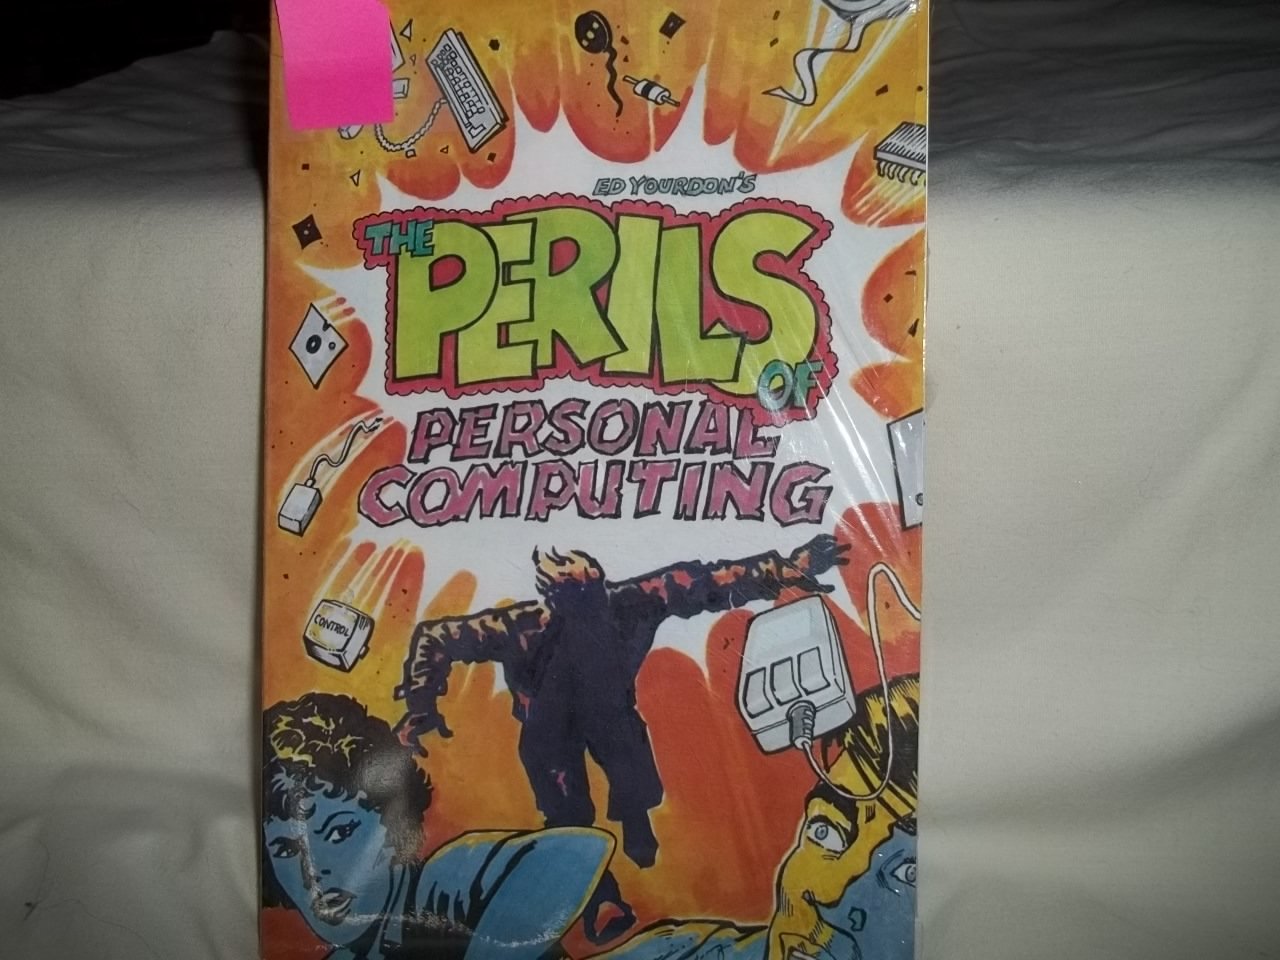 ED YOURDON'S
THE PERILS OF
PERSONAL
COMPUTING
CONTROL